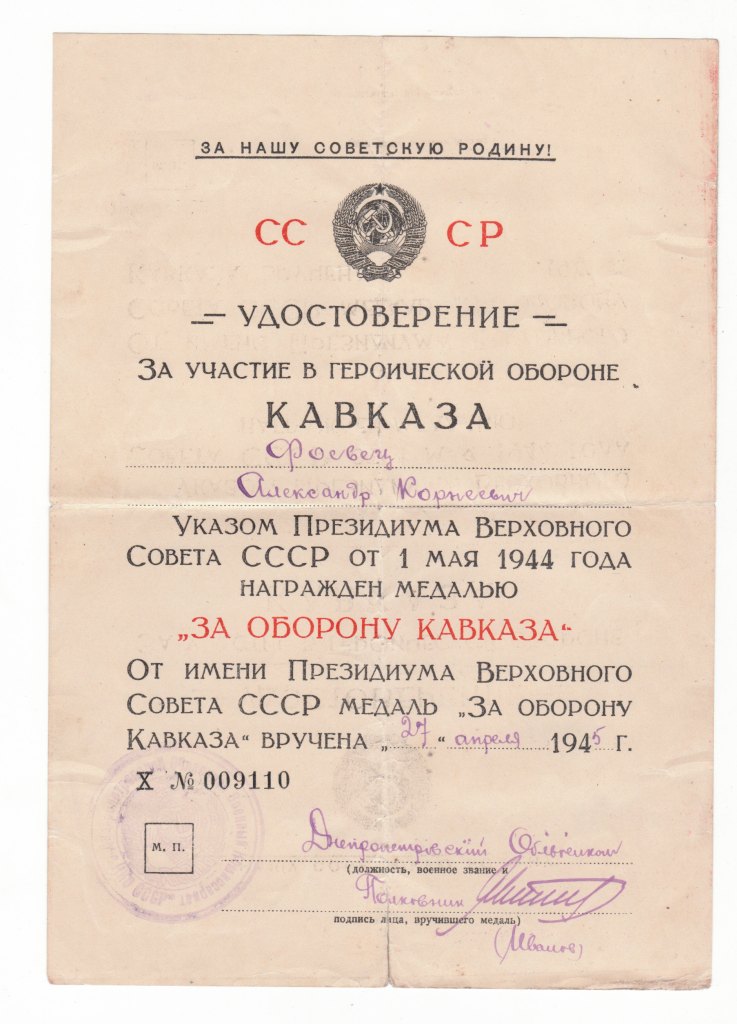 ЗА НАШУ СОВЕТСКУЮ РОДИНУ!
СС СР
УДОСТОВЕРЕНИЕ
ЗА УЧАСТИЕ В ГЕРОИЧЕСКОЙ ОБОРОНЕ
КАВКАЗА
Фоевец
Александр Корнеевич
УКАЗОМ ПРЕЗИДИУМА ВЕРХОВНОГО
СОВЕТА СССР ОТ 1 МАЯ 1944 ГОДА
НАГРАЖДЕН МЕДАЛЬЮ
„ЗА ОБОРОНУ КАВКАЗА“
ОТ ИМЕНИ ПРЕЗИДИУМА ВЕРХОВНОГО
СОВЕТА СССР МЕДАЛЬ „ЗА ОБОРОНУ
КАВКАЗА“ ВРУЧЕНА „27“ апреля 1945 Г.
X № 009110
М. П.
Днепропетровский Облвоенком
(должность, военное звание и
Полковник
подпись лица, вручившего медаль)
(Иванов)